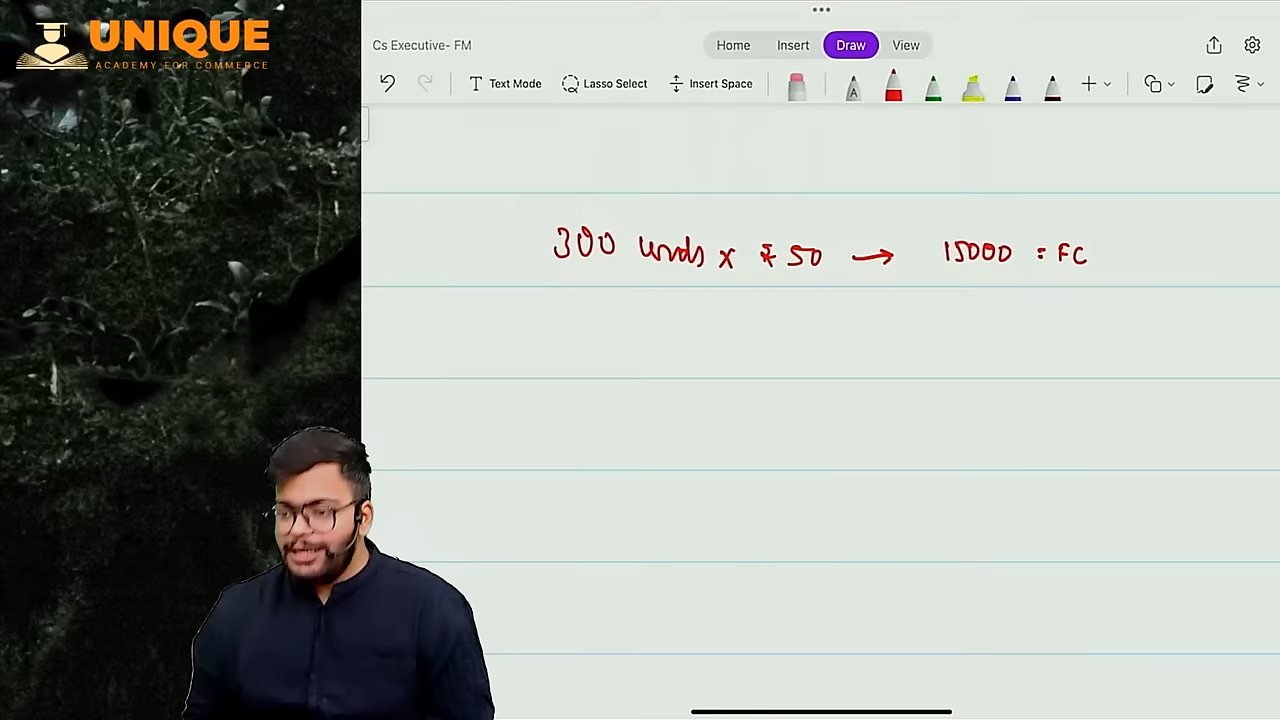 UNIQUE
ACADEMY FOR COMMERCE
Cs Executive- FM
Home Insert Draw View
Text Mode Lasso Select Insert Space
A
300 words x ₹ 50 → 15000 = FC